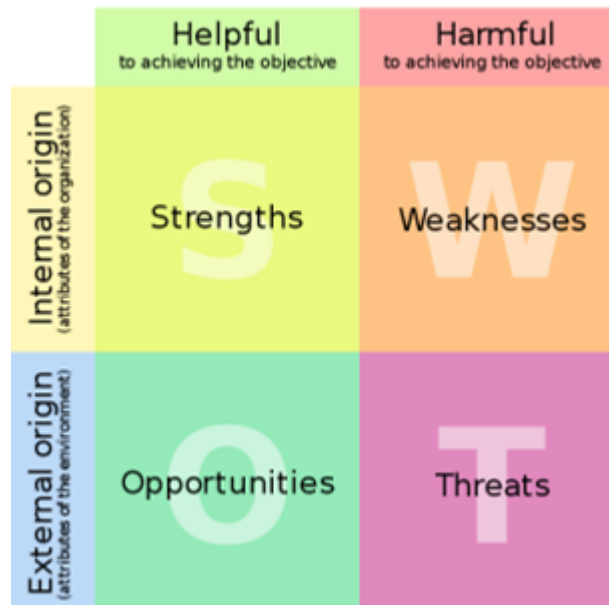 Helpful
to achieving the objective
Harmful
to achieving the objective
Internal origin
(attributes of the organization)
S
Strengths
W
Weaknesses
External origin
(attributes of the environment)
O
Opportunities
T
Threats